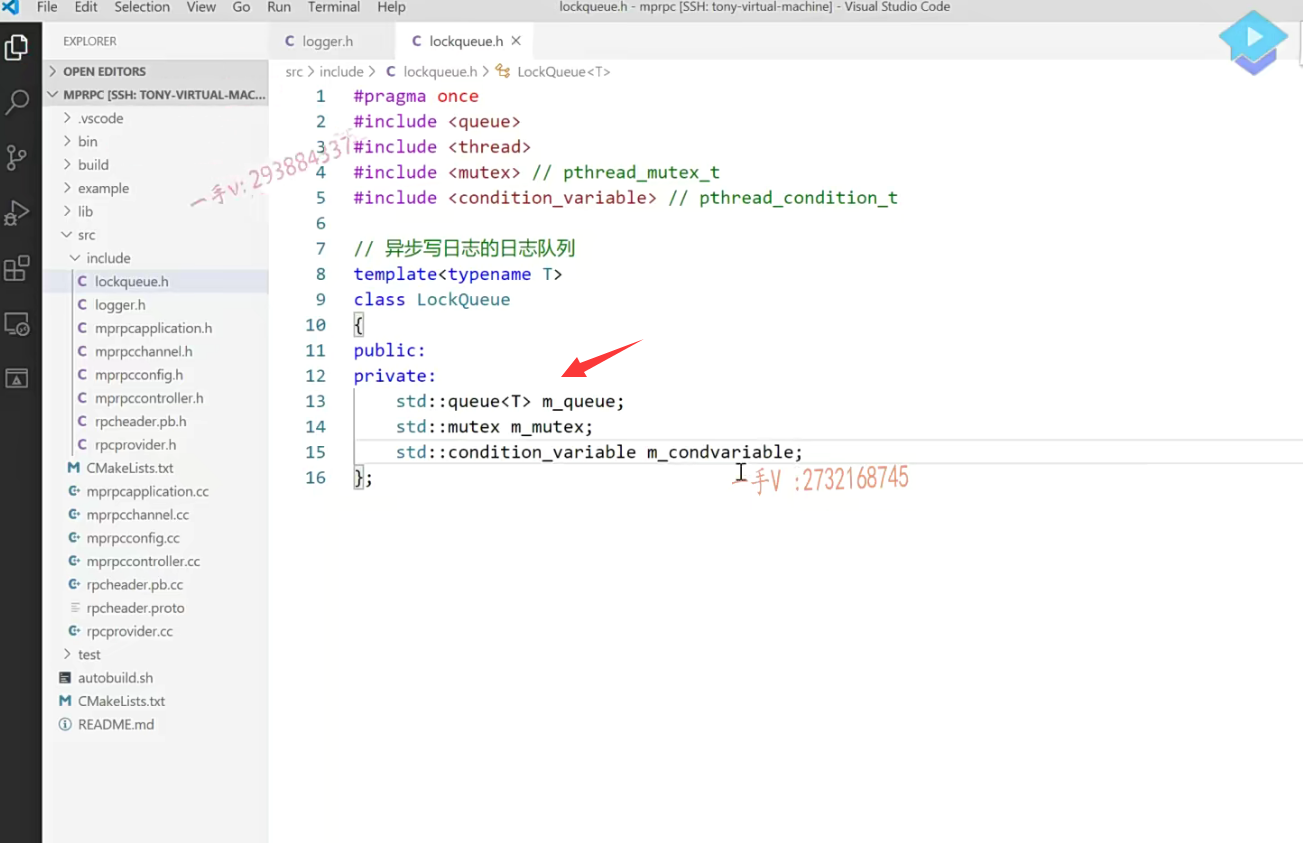 File Edit Selection View Go Run Terminal Help
lockqueue.h - mprpc [SSH: tony-virtual-machine] - Visual Studio Code
EXPLORER
OPEN EDITORS
MPRPC [SSH: TONY-VIRTUAL-MAC...
.vscode
bin
build
example
lib
src
include
C lockqueue.h
C logger.h
C mprpcapplication.h
C mprpcchannel.h
C mprpcconfig.h
C mprpccontroller.h
C rpcheader.pb.h
C rpcprovider.h
M CMakeLists.txt
mprpcapplication.cc
mprpcchannel.cc
mprpcconfig.cc
mprpccontroller.cc
rpcheader.pb.cc
rpcheader.proto
rpcprovider.cc
test
autobuild.sh
M CMakeLists.txt
README.md
C logger.h
C lockqueue.h
src > include > C lockqueue.h > LockQueue<T>
1 #pragma once
2 #include <queue>
3 #include <thread>
4 #include <mutex> // pthread_mutex_t
5 #include <condition_variable> // pthread_condition_t
6
7 // 异步写日志的日志队列
8 template<typename T>
9 class LockQueue
10 {
11 public:
12 private:
13 std::queue<T> m_queue;
14 std::mutex m_mutex;
15 std::condition_variable m_condvariable;
16 };
一手V: 293884337
一手V :2732168745